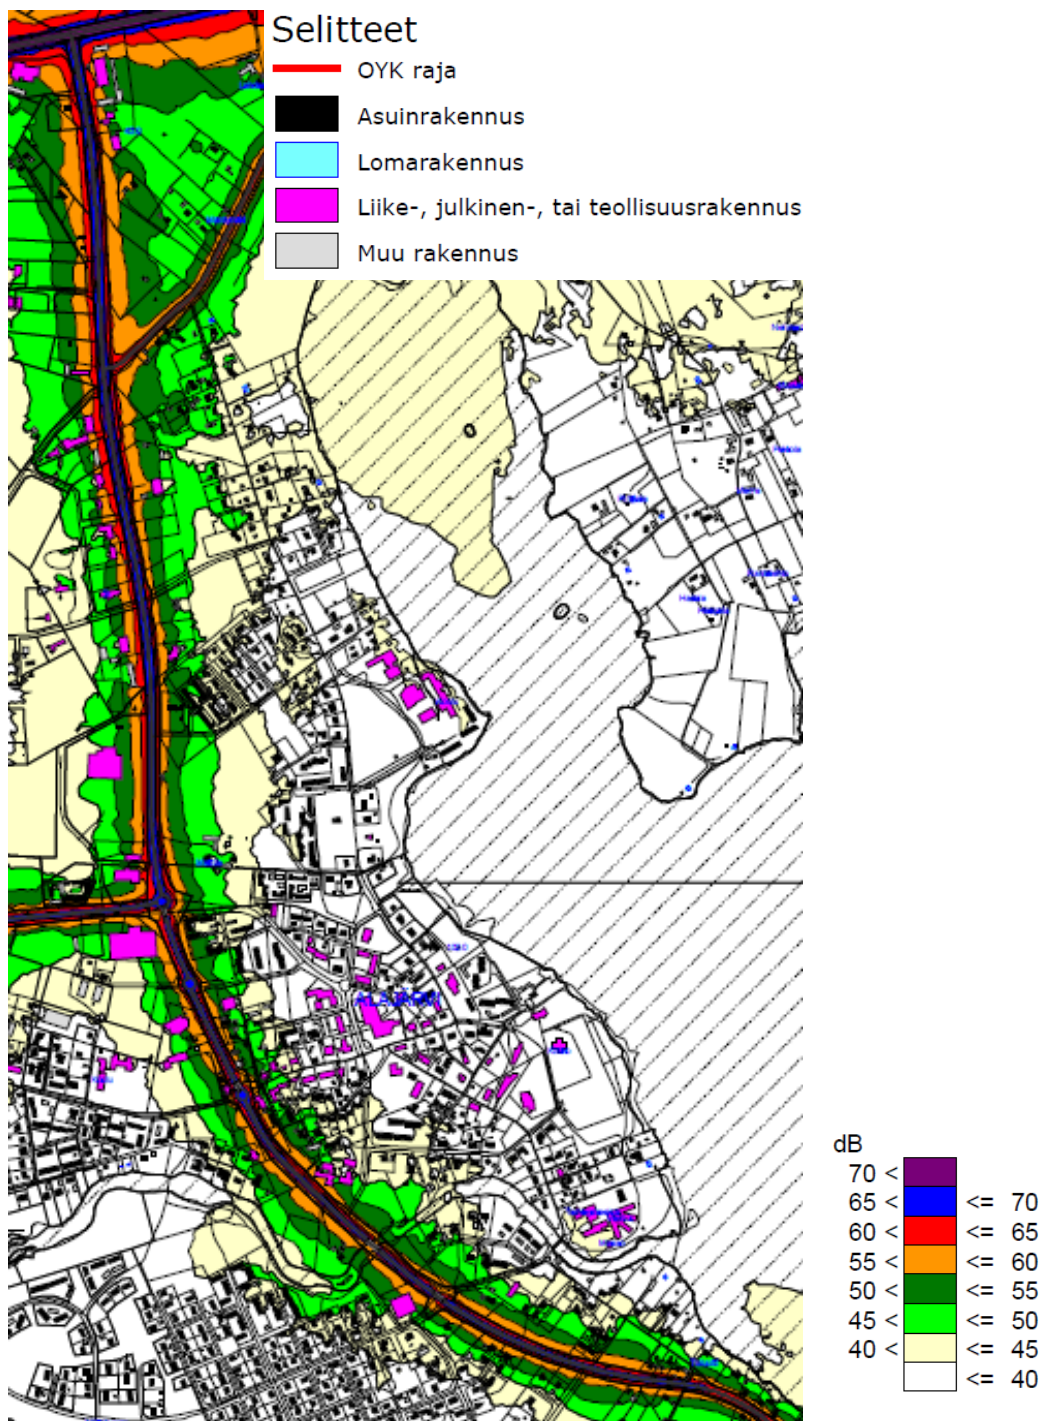 Selitteet
OYK raja
Asuinrakennus
Lomarakennus
Liike-, julkinen-, tai teollisuusrakennus
Muu rakennus
ALAJÄRVI
dB
70 <
65 < <= 70
60 < <= 65
55 < <= 60
50 < <= 55
45 < <= 50
40 < <= 45
<= 40